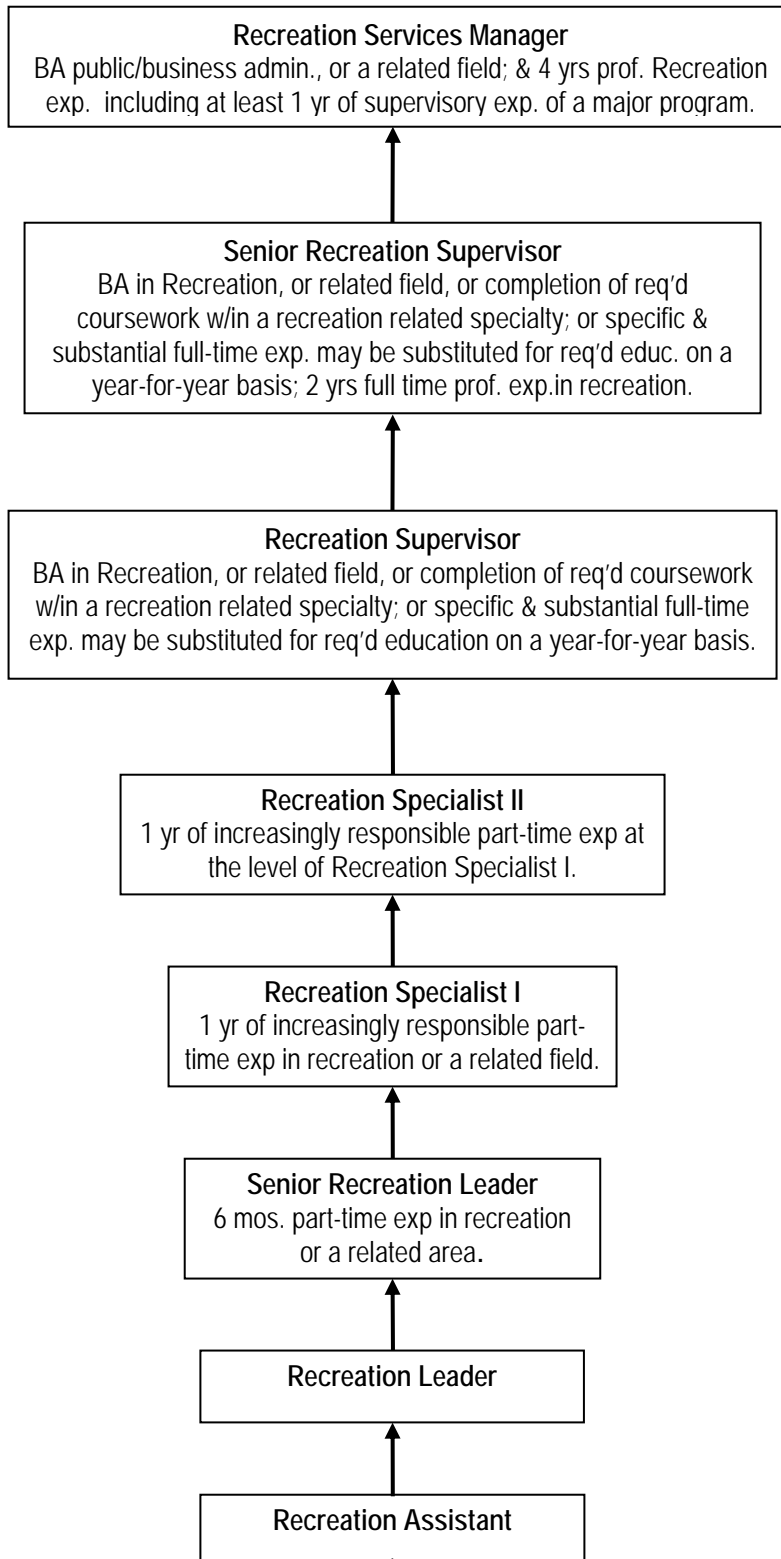 Recreation Services Manager
BA public/business admin., or a related field; & 4 yrs prof. Recreation
exp. including at least 1 yr of supervisory exp. of a major program.
Senior Recreation Supervisor
BA in Recreation, or related field, or completion of req'd
coursework w/in a recreation related specialty; or specific &
substantial full-time exp. may be substituted for req'd educ. on a
year-for-year basis; 2 yrs full time prof. exp.in recreation.
Recreation Supervisor
BA in Recreation, or related field, or completion of req'd coursework
w/in a recreation related specialty; or specific & substantial full-time
exp. may be substituted for req'd education on a year-for-year basis.
Recreation Specialist II
1 yr of increasingly responsible part-time exp at
the level of Recreation Specialist I.
Recreation Specialist I
1 yr of increasingly responsible part-
time exp in recreation or a related field.
Senior Recreation Leader
6 mos. part-time exp in recreation
or a related area.
Recreation Leader
Recreation Assistant